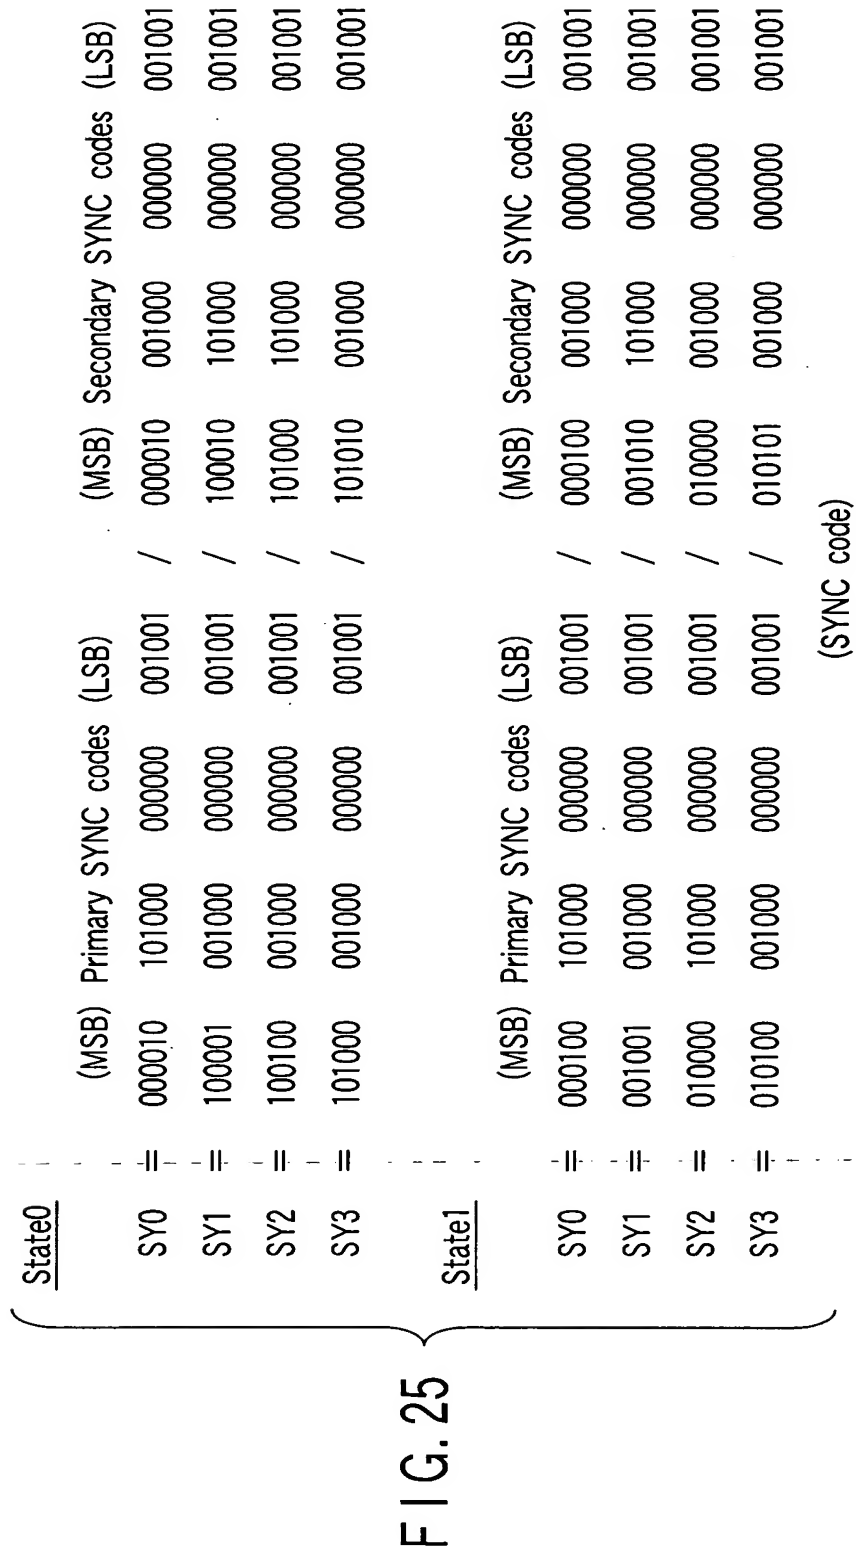 State0
(MSB) Primary SYNC codes (LSB) (MSB) Secondary SYNC codes (LSB)
SY0 = 000010 101000 000000 001001 / 000010 001000 000000 001001
SY1 = 100001 001000 000000 001001 / 100010 101000 000000 001001
SY2 = 100100 001000 000000 001001 / 101000 101000 000000 001001
SY3 = 101000 001000 000000 001001 / 101010 001000 000000 001001
State1
(MSB) Primary SYNC codes (LSB) (MSB) Secondary SYNC codes (LSB)
SY0 = 000100 101000 000000 001001 / 000100 001000 000000 001001
SY1 = 001001 001000 000000 001001 / 001010 101000 000000 001001
SY2 = 010000 101000 000000 001001 / 010000 001000 000000 001001
SY3 = 010100 001000 000000 001001 / 010101 001000 000000 001001
(SYNC code)
FIG. 25